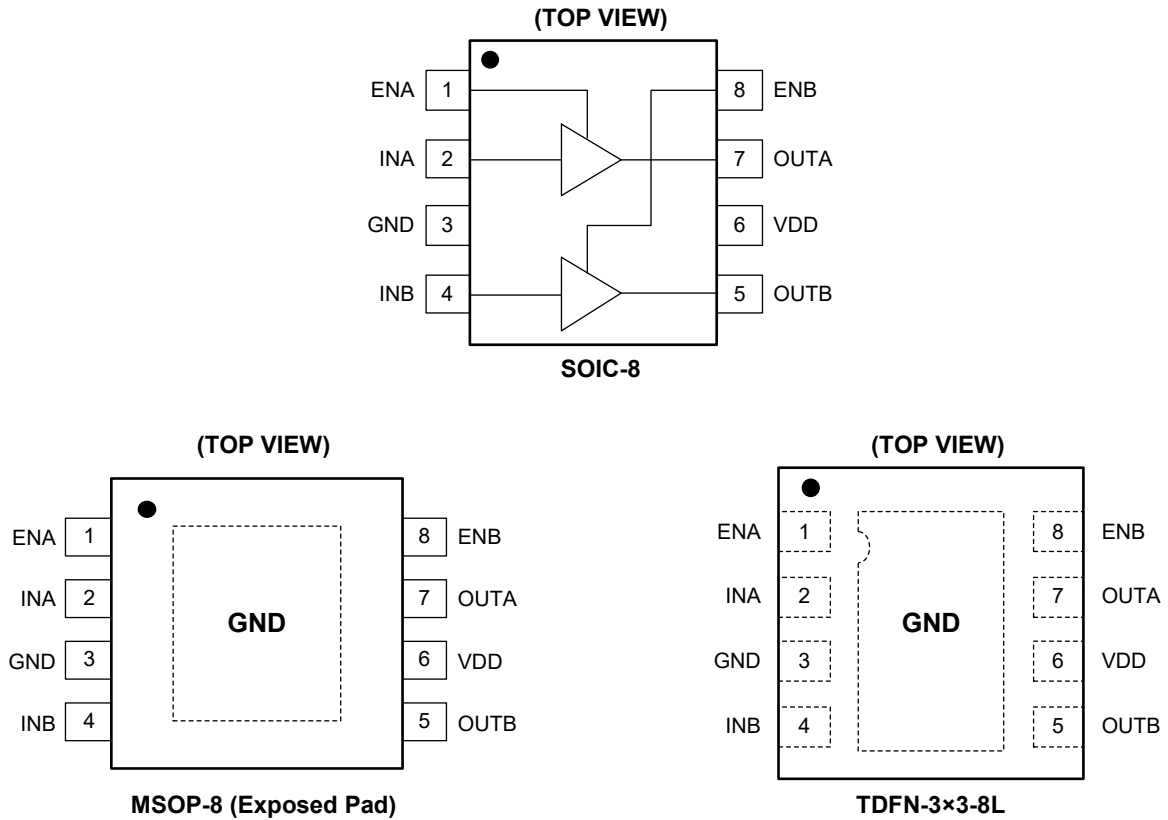 (TOP VIEW)
ENA 1 8 ENB
INA 2 7 OUTA
GND 3 6 VDD
INB 4 5 OUTB
SOIC-8
(TOP VIEW)
ENA 1 8 ENB
INA 2 7 OUTA
GND
GND 3 6 VDD
INB 4 5 OUTB
MSOP-8 (Exposed Pad)
(TOP VIEW)
ENA 1 8 ENB
INA 2 7 OUTA
GND
GND 3 6 VDD
INB 4 5 OUTB
TDFN-3×3-8L